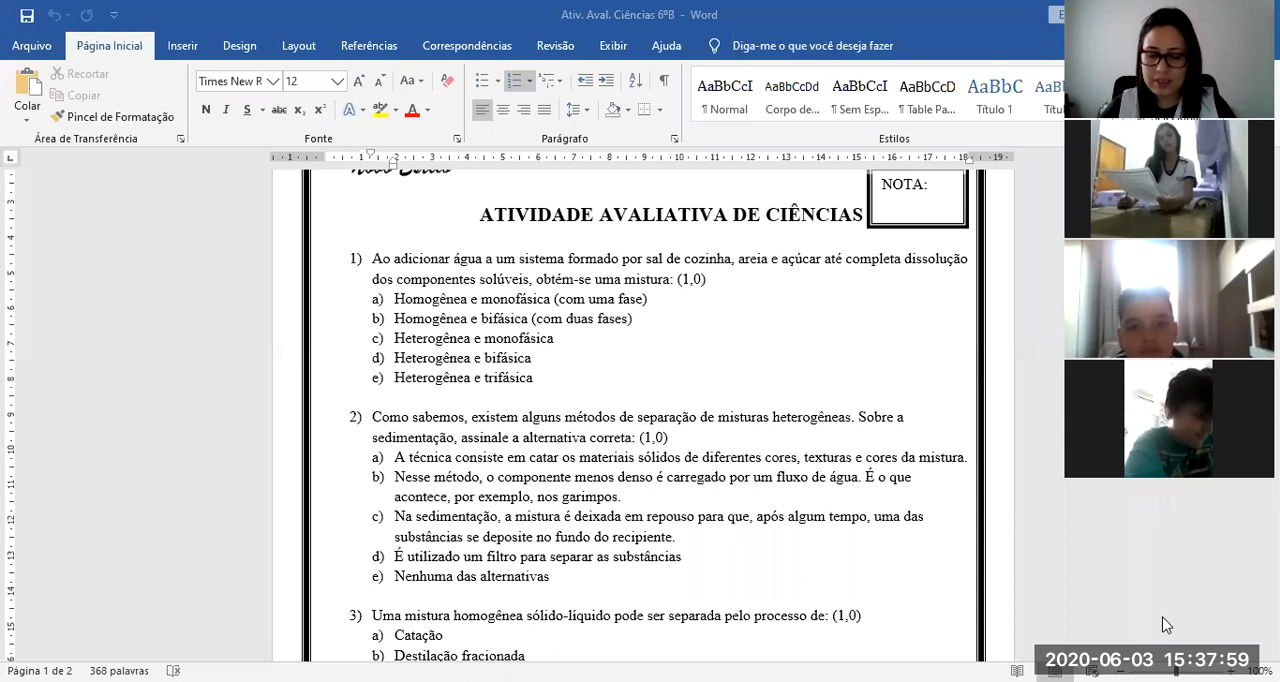 Ativ. Aval. Ciências 6ºB - Word
Arquivo Página Inicial Inserir Design Layout Referências Correspondências Revisão Exibir Ajuda Diga-me o que você deseja fazer
Recortar
Copiar
Pincel de Formatação
Colar
Times New R 12
AaBbCcI AaBbCcDd AaBbCcI AaBbCcD AaBbC
¶ Normal Corpo de... ¶ Sem Esp... ¶ Table Pa... Título 1
Área de Transferência Fonte Parágrafo Estilos
NOTA:
ATIVIDADE AVALIATIVA DE CIÊNCIAS
1) Ao adicionar água a um sistema formado por sal de cozinha, areia e açúcar até completa dissolução
dos componentes solúveis, obtém-se uma mistura: (1,0)
a) Homogênea e monofásica (com uma fase)
b) Homogênea e bifásica (com duas fases)
c) Heterogênea e monofásica
d) Heterogênea e bifásica
e) Heterogênea e trifásica
2) Como sabemos, existem alguns métodos de separação de misturas heterogêneas. Sobre a
sedimentação, assinale a alternativa correta: (1,0)
a) A técnica consiste em catar os materiais sólidos de diferentes cores, texturas e cores da mistura.
b) Nesse método, o componente menos denso é carregado por um fluxo de água. É o que
acontece, por exemplo, nos garimpos.
c) Na sedimentação, a mistura é deixada em repouso para que, após algum tempo, uma das
substâncias se deposite no fundo do recipiente.
d) É utilizado um filtro para separar as substâncias
e) Nenhuma das alternativas
3) Uma mistura homogênea sólido-líquido pode ser separada pelo processo de: (1,0)
a) Catação
b) Destilação fracionada
Página 1 de 2 368 palavras 100%
2020-06-03 15:37:59